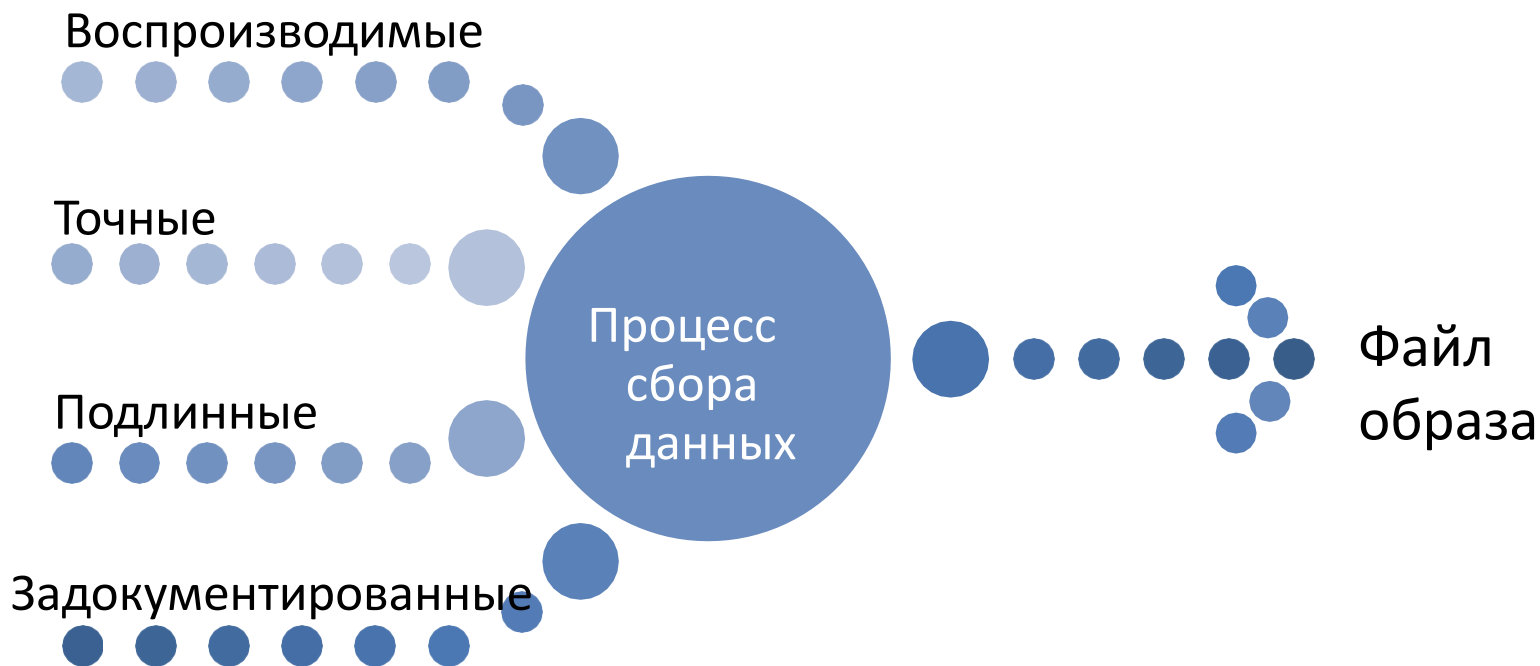 Воспроизводимые
Точные
Подлинные
Задокументированные
Процесс
сбора
данных
Файл
образа